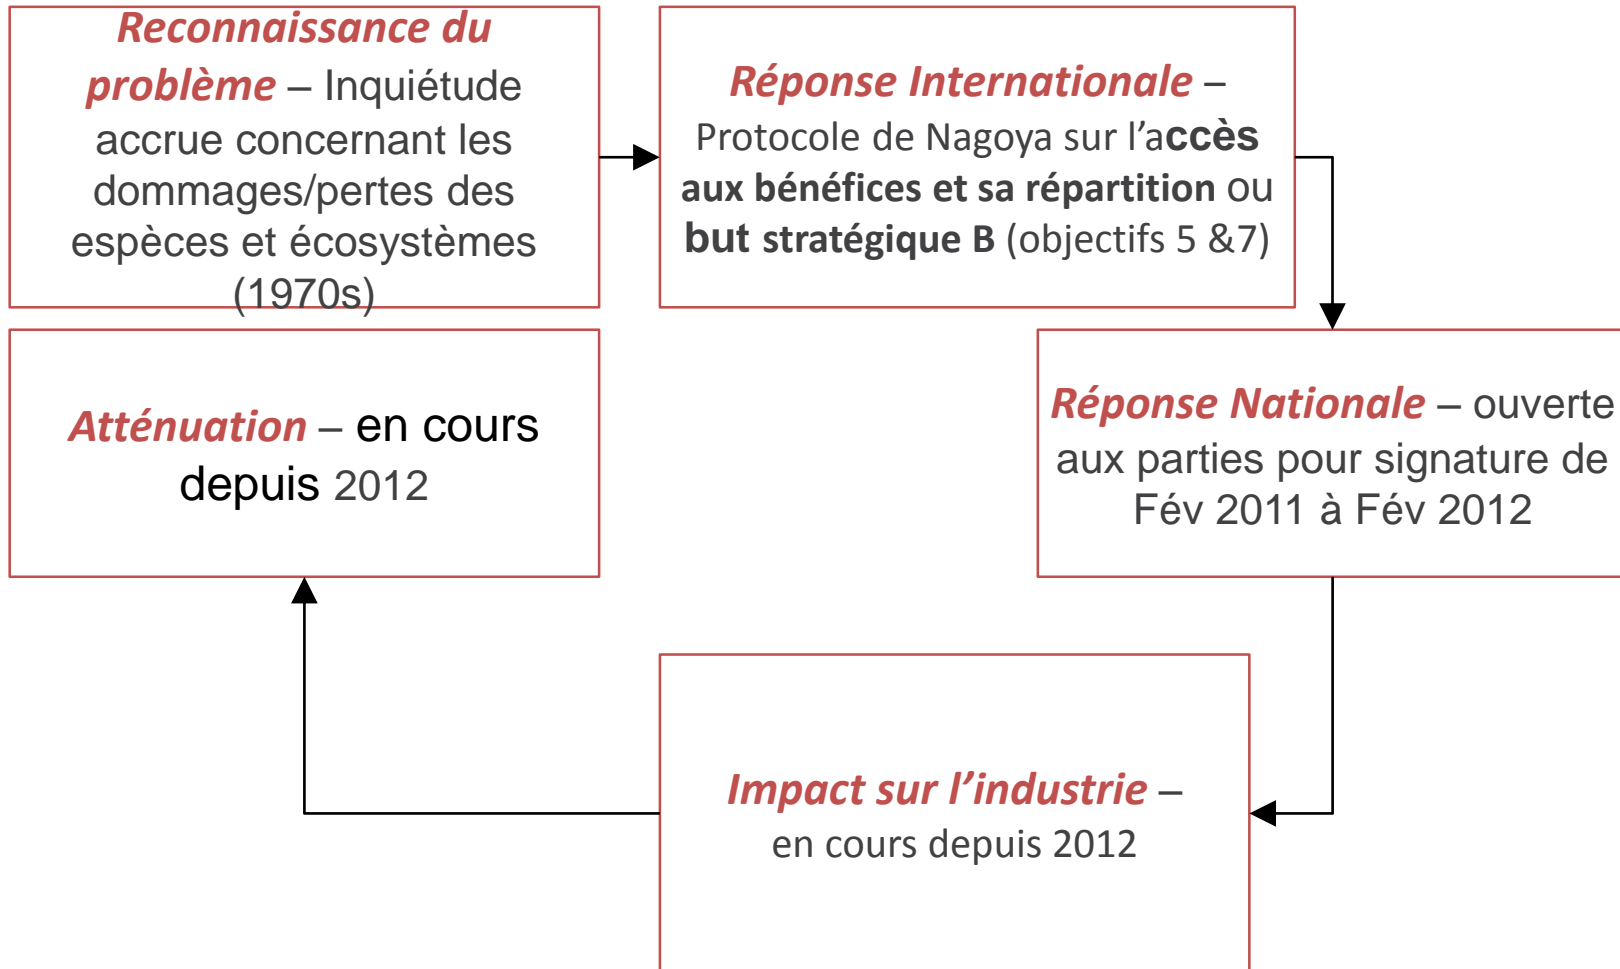 Reconnaissance du
problème – Inquiétude
accrue concernant les
dommages/pertes des
espèces et écosystèmes
(1970s)
Réponse Internationale –
Protocole de Nagoya sur l’accès
aux bénéfices et sa répartition ou
but stratégique B (objectifs 5 &7)
Réponse Nationale – ouverte
aux parties pour signature de
Fév 2011 à Fév 2012
Impact sur l’industrie –
en cours depuis 2012
Atténuation – en cours
depuis 2012